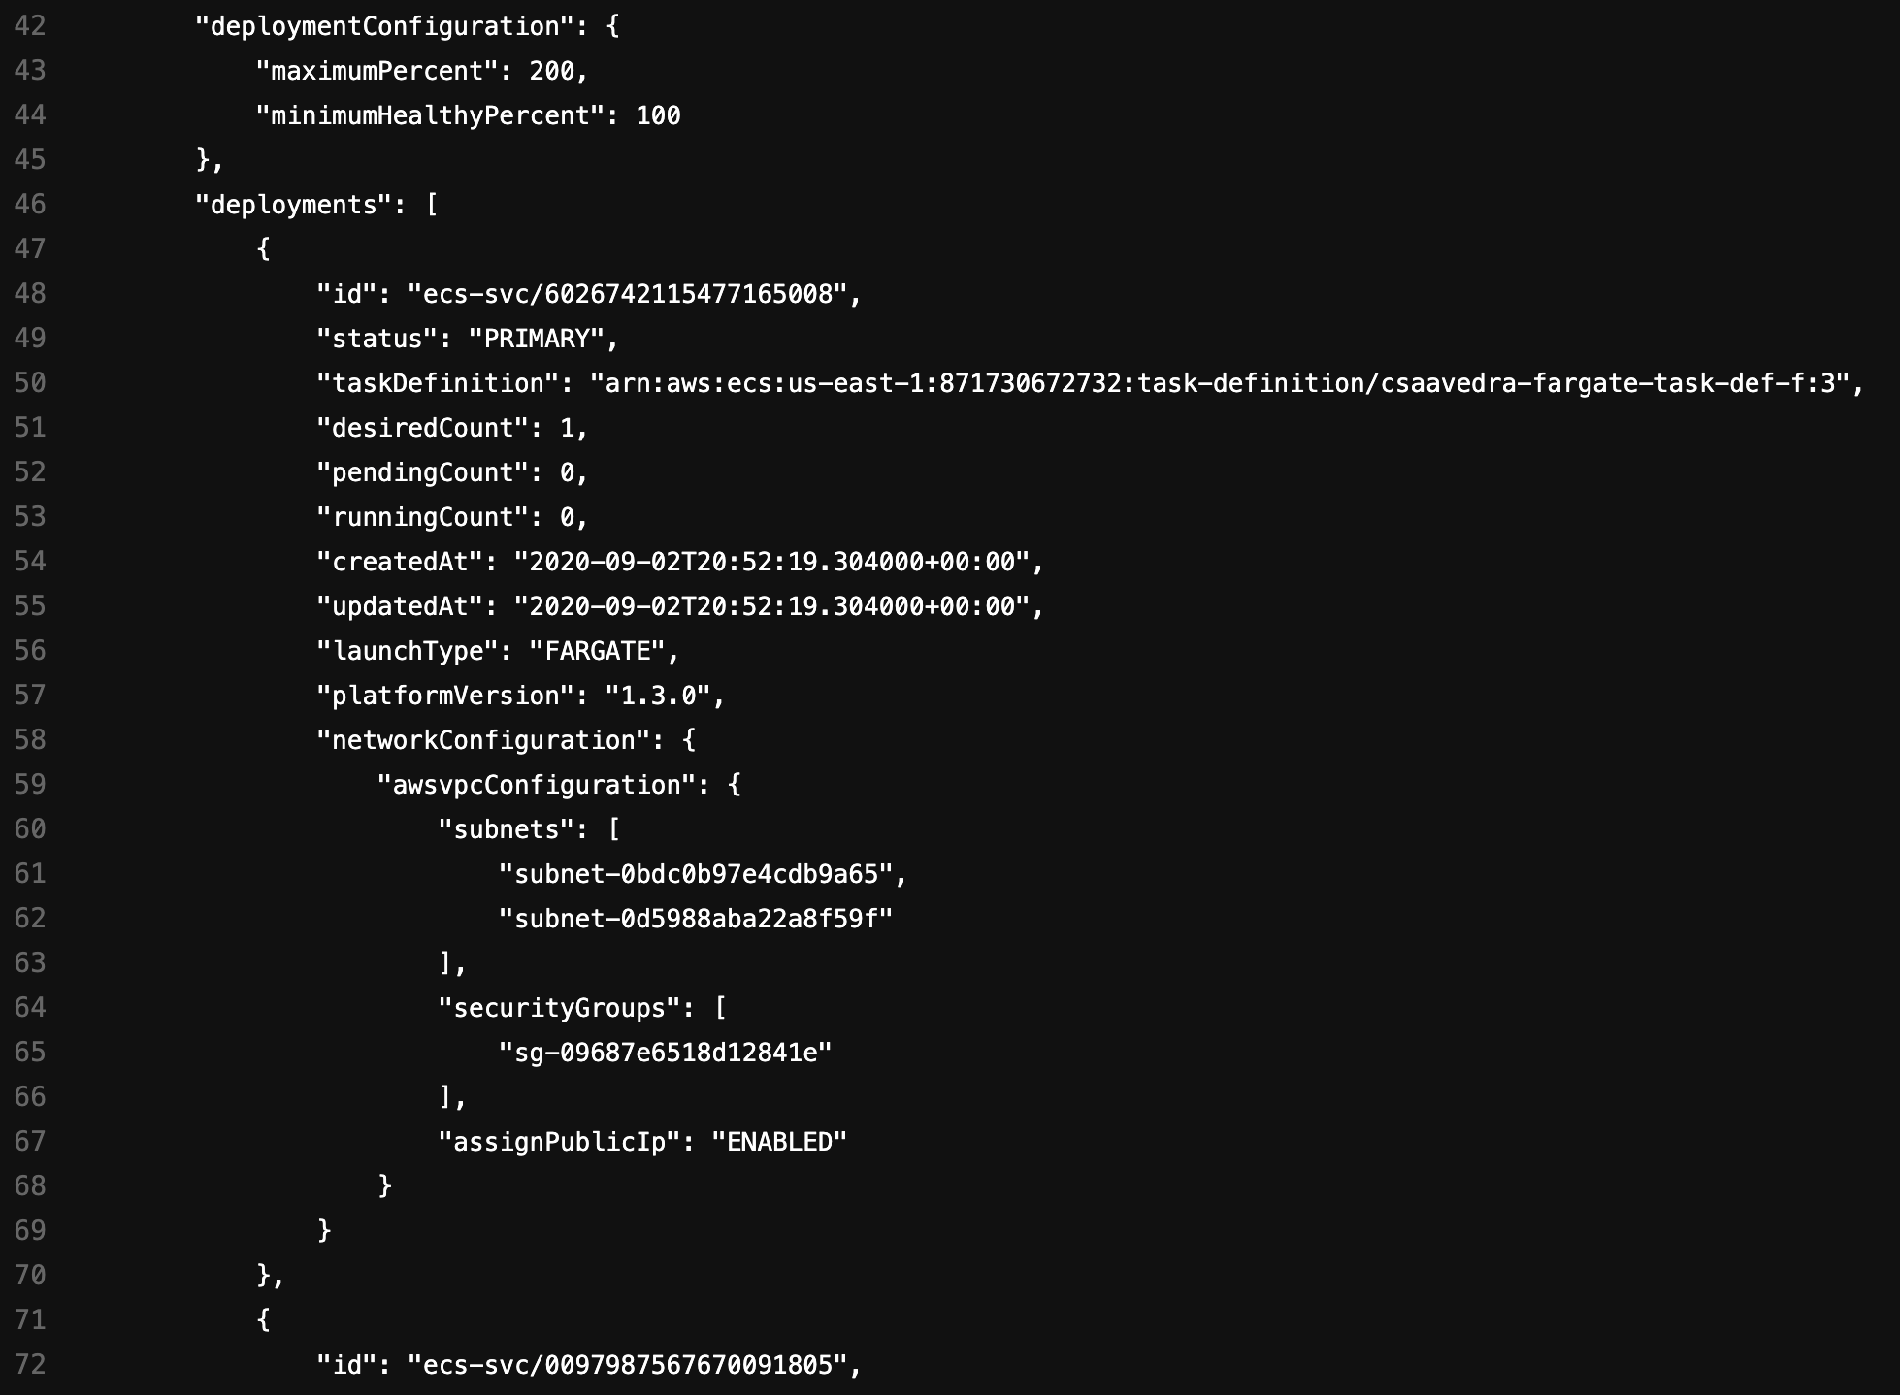 42 "deploymentConfiguration": {
43 "maximumPercent": 200,
44 "minimumHealthyPercent": 100
45 },
46 "deployments": [
47 {
48 "id": "ecs-svc/6026742115477165008",
49 "status": "PRIMARY",
50 "taskDefinition": "arn:aws:ecs:us-east-1:871730672732:task-definition/csaavedra-fargate-task-def-f:3",
51 "desiredCount": 1,
52 "pendingCount": 0,
53 "runningCount": 0,
54 "createdAt": "2020-09-02T20:52:19.304000+00:00",
55 "updatedAt": "2020-09-02T20:52:19.304000+00:00",
56 "launchType": "FARGATE",
57 "platformVersion": "1.3.0",
58 "networkConfiguration": {
59 "awsvpcConfiguration": {
60 "subnets": [
61 "subnet-0bdc0b97e4cdb9a65",
62 "subnet-0d5988aba22a8f59f"
63 ],
64 "securityGroups": [
65 "sg-09687e6518d12841e"
66 ],
67 "assignPublicIp": "ENABLED"
68 }
69 }
70 },
71 {
72 "id": "ecs-svc/0097987567670091805",